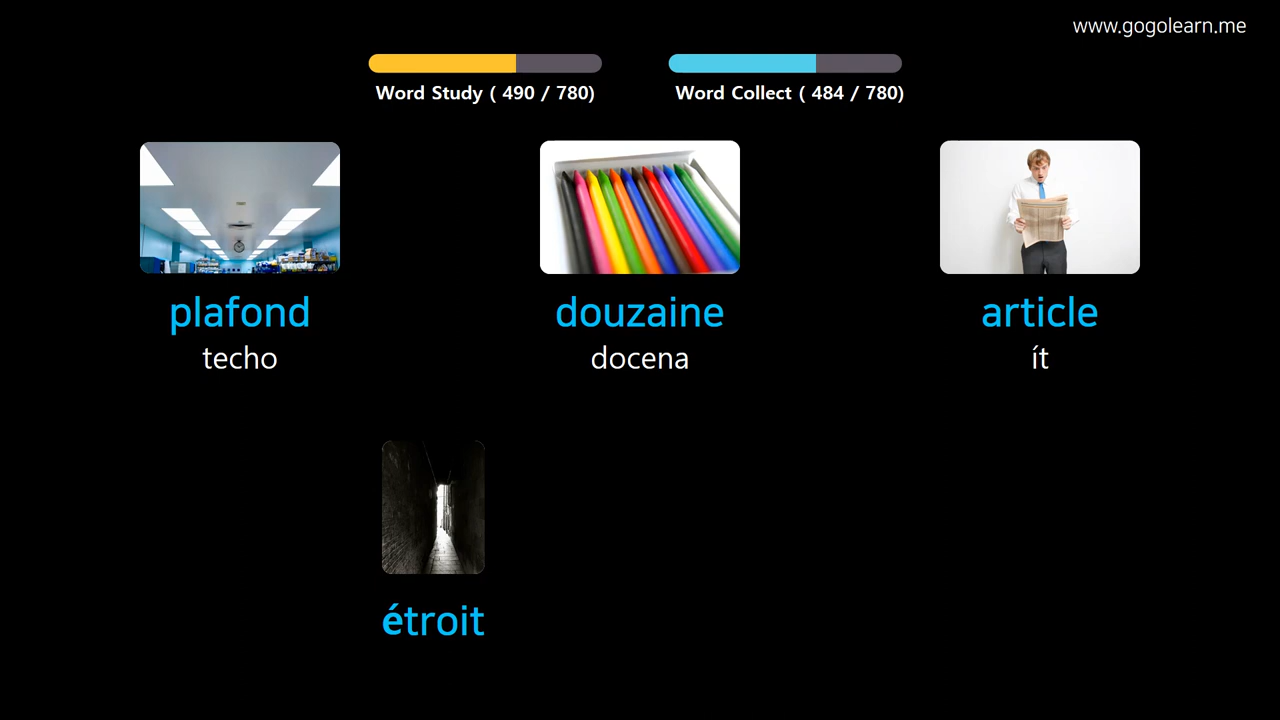 www.gogolearn.me
Word Study ( 490 / 780)
Word Collect ( 484 / 780)
plafond
douzaine
article
techo
docena
ít
étroit